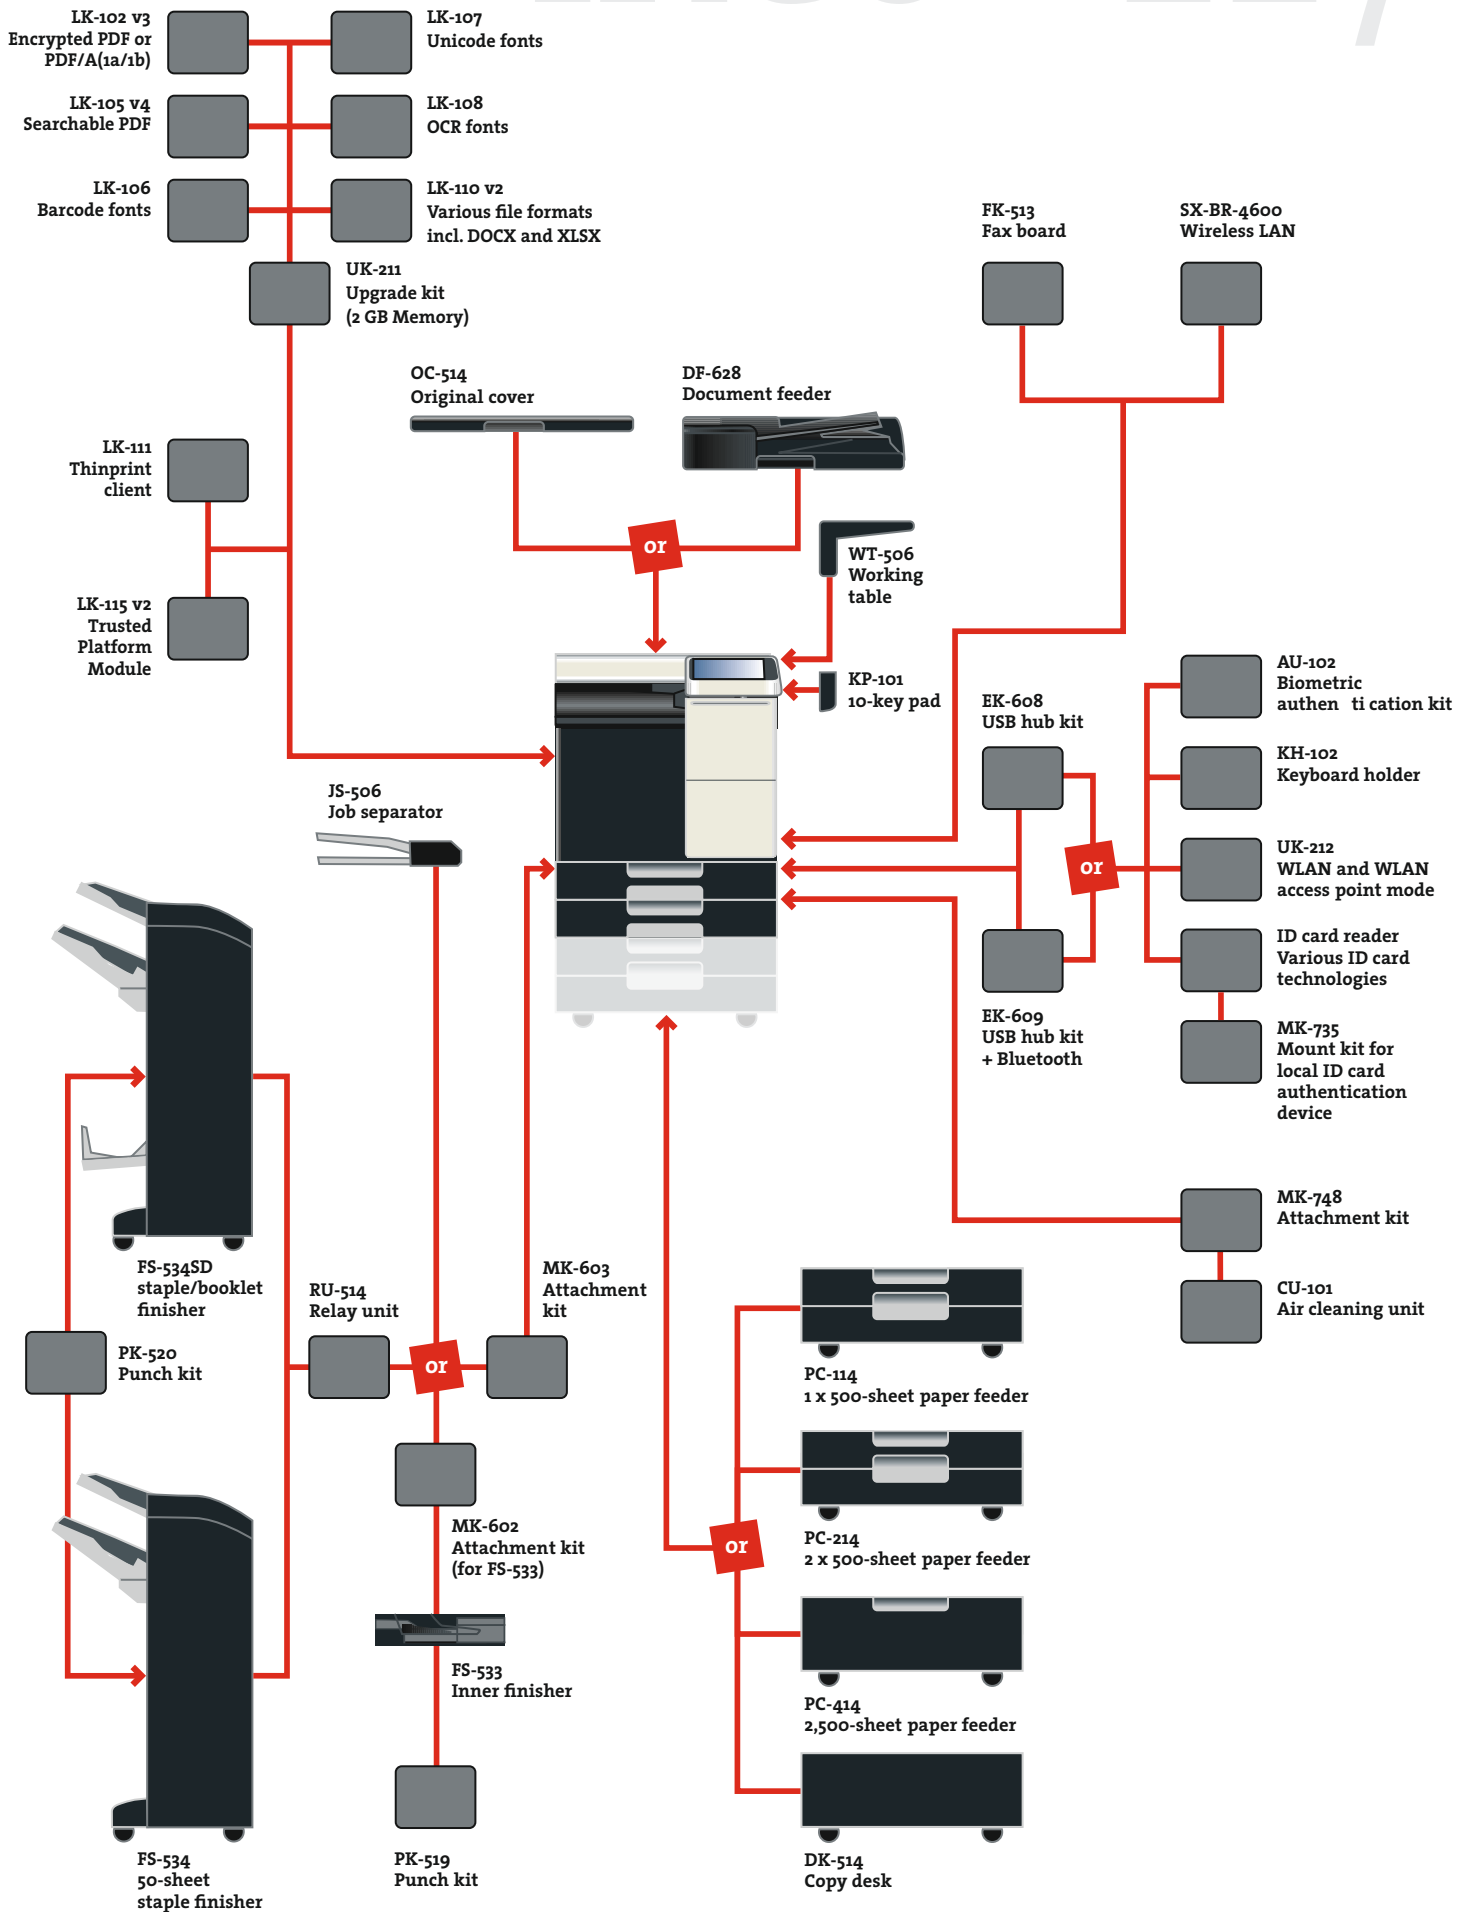 LK-102 v3
Encrypted PDF or
PDF/A(1a/1b)
LK-107
Unicode fonts
LK-105 v4
Searchable PDF
LK-108
OCR fonts
LK-106
Barcode fonts
LK-110 v2
Various file formats
incl. DOCX and XLSX
UK-211
Upgrade kit
(2 GB Memory)
FK-513
Fax board
SX-BR-4600
Wireless LAN
OC-514
Original cover
DF-628
Document feeder
LK-111
Thinprint
client
or
WT-506
Working
table
LK-115 v2
Trusted
Platform
Module
KP-101
10-key pad
EK-608
USB hub kit
AU-102
Biometric
authen ti cation kit
KH-102
Keyboard holder
JS-506
Job separator
or
UK-212
WLAN and WLAN
access point mode
ID card reader
Various ID card
technologies
EK-609
USB hub kit
+ Bluetooth
MK-735
Mount kit for
local ID card
authentication
device
MK-748
Attachment kit
CU-101
Air cleaning unit
FS-534SD
staple/booklet
finisher
RU-514
Relay unit
MK-603
Attachment
kit
PK-520
Punch kit
or
PC-114
1 x 500-sheet paper feeder
MK-602
Attachment kit
(for FS-533)
or
PC-214
2 x 500-sheet paper feeder
FS-533
Inner finisher
PC-414
2,500-sheet paper feeder
FS-534
50-sheet
staple finisher
PK-519
Punch kit
DK-514
Copy desk